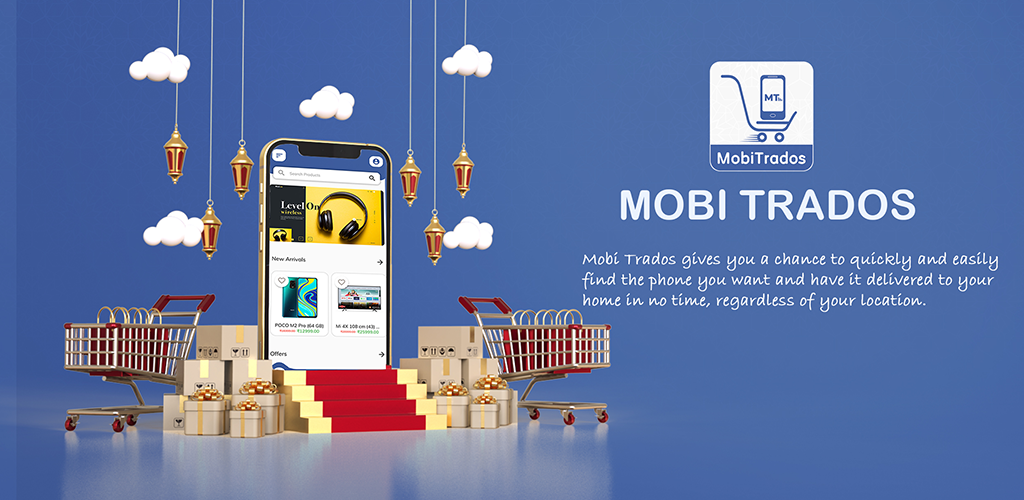 Search Products
Level On
wireless
New Arrivals
POCO M2 Pro (64 GB)
₹12999.00
Mi 4X 108 cm (43) ...
₹25999.00
Offers
MT
MobiTrados
MOBI TRADOS
Mobi Trados gives you a chance to quickly and easily
find the phone you want and have it delivered to your
home in no time, regardless of your location.